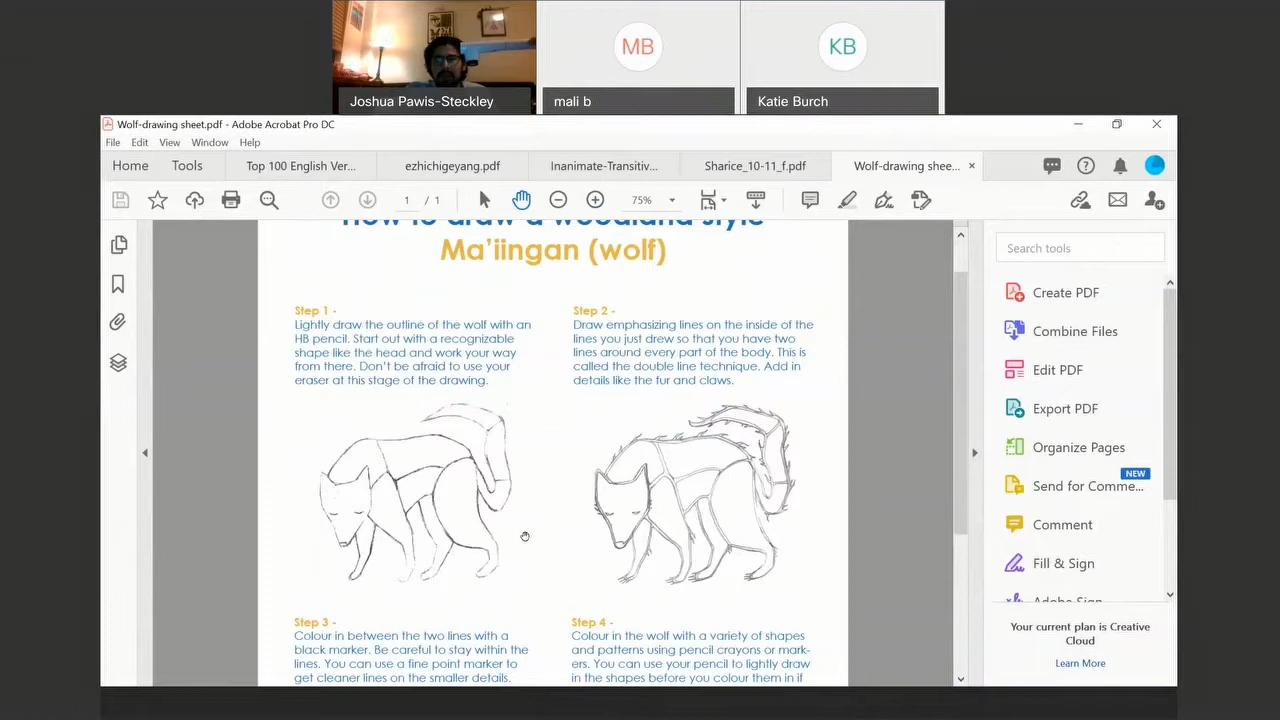 MB
KB
Joshua Pawis-Steckley
mali b
Katie Burch
Wolf-drawing sheet.pdf - Adobe Acrobat Pro DC
File Edit View Window Help
Home Tools Top 100 English Ver... ezhichigeyang.pdf Inanimate-Transitiv... Sharice_10-11_f.pdf Wolf-drawing shee... ×
1 / 1 75%
How to draw a woodland style
Ma'iingan (wolf)
Step 1 -
Lightly draw the outline of the wolf with an
HB pencil. Start out with a recognizable
shape like the head and work your way
from there. Don't be afraid to use your
eraser at this stage of the drawing.
Step 2 -
Draw emphasizing lines on the inside of the
lines you just drew so that you have two
lines around every part of the body. This is
called the double line technique. Add in
details like the fur and claws.
Step 3 -
Colour in between the two lines with a
black marker. Be careful to stay within the
lines. You can use a fine point marker to
get cleaner lines on the smaller details.
Step 4 -
Colour in the wolf with a variety of shapes
and patterns using pencil crayons or mark-
ers. You can use your pencil to lightly draw
in the shapes before you colour them in if
Search tools
Create PDF
Combine Files
Edit PDF
Export PDF
Organize Pages
NEW
Send for Comme...
Comment
Fill & Sign
Adobe Sign
Your current plan is Creative
Cloud
Learn More